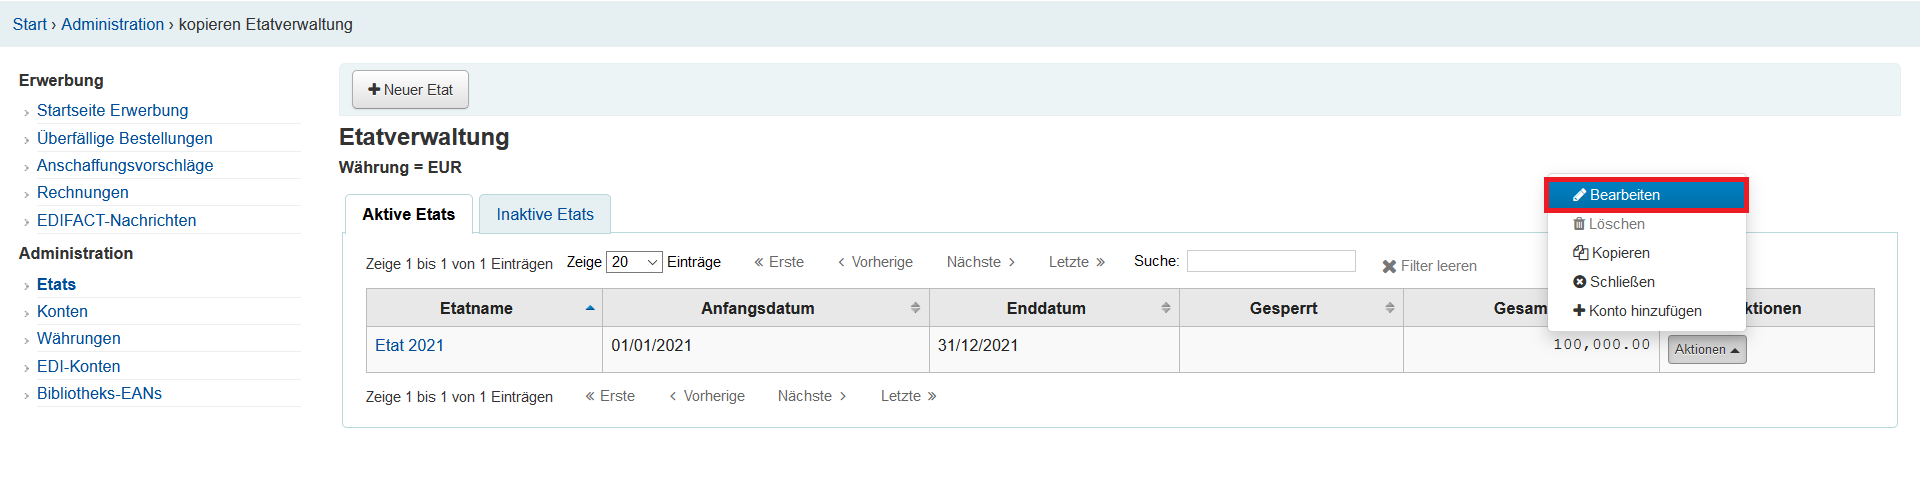 Start › Administration › kopieren Etatverwaltung
Erwerbung
› Startseite Erwerbung
› Überfällige Bestellungen
› Anschaffungsvorschläge
› Rechnungen
› EDIFACT-Nachrichten
Administration
› Etats
› Konten
› Währungen
› EDI-Konten
› Bibliotheks-EANs
Neuer Etat
Etatverwaltung
Währung = EUR
Aktive Etats Inaktive Etats
Zeige 1 bis 1 von 1 Einträgen Zeige 20 Einträge « Erste ‹ Vorherige Nächste › Letzte » Suche: Filter leeren
Etatname Anfangsdatum Enddatum Gesperrt Gesam ktionen
Etat 2021 01/01/2021 31/12/2021 100,000.00 Aktionen
Zeige 1 bis 1 von 1 Einträgen « Erste ‹ Vorherige Nächste › Letzte »
Bearbeiten
Löschen
Kopieren
Schließen
Konto hinzufügen